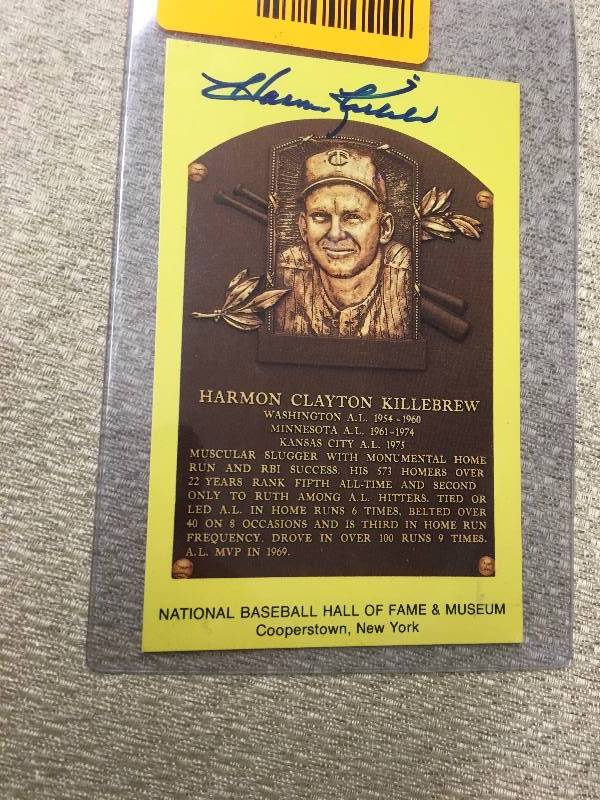 Harmon Killebrew
TC
HARMON CLAYTON KILLEBREW
WASHINGTON A.L. 1954-1960
MINNESOTA A.L. 1961-1974
KANSAS CITY A.L. 1975
MUSCULAR SLUGGER WITH MONUMENTAL HOME
RUN AND RBI SUCCESS. HIS 573 HOMERS OVER
22 YEARS RANK FIFTH ALL-TIME AND SECOND
ONLY TO RUTH AMONG A.L. HITTERS. TIED OR
LED A.L. IN HOME RUNS 6 TIMES, BELTED OVER
40 ON 8 OCCASIONS AND IS THIRD IN HOME RUN
FREQUENCY. DROVE IN OVER 100 RUNS 9 TIMES.
A.L. MVP IN 1969.
NATIONAL BASEBALL HALL OF FAME & MUSEUM
Cooperstown, New York